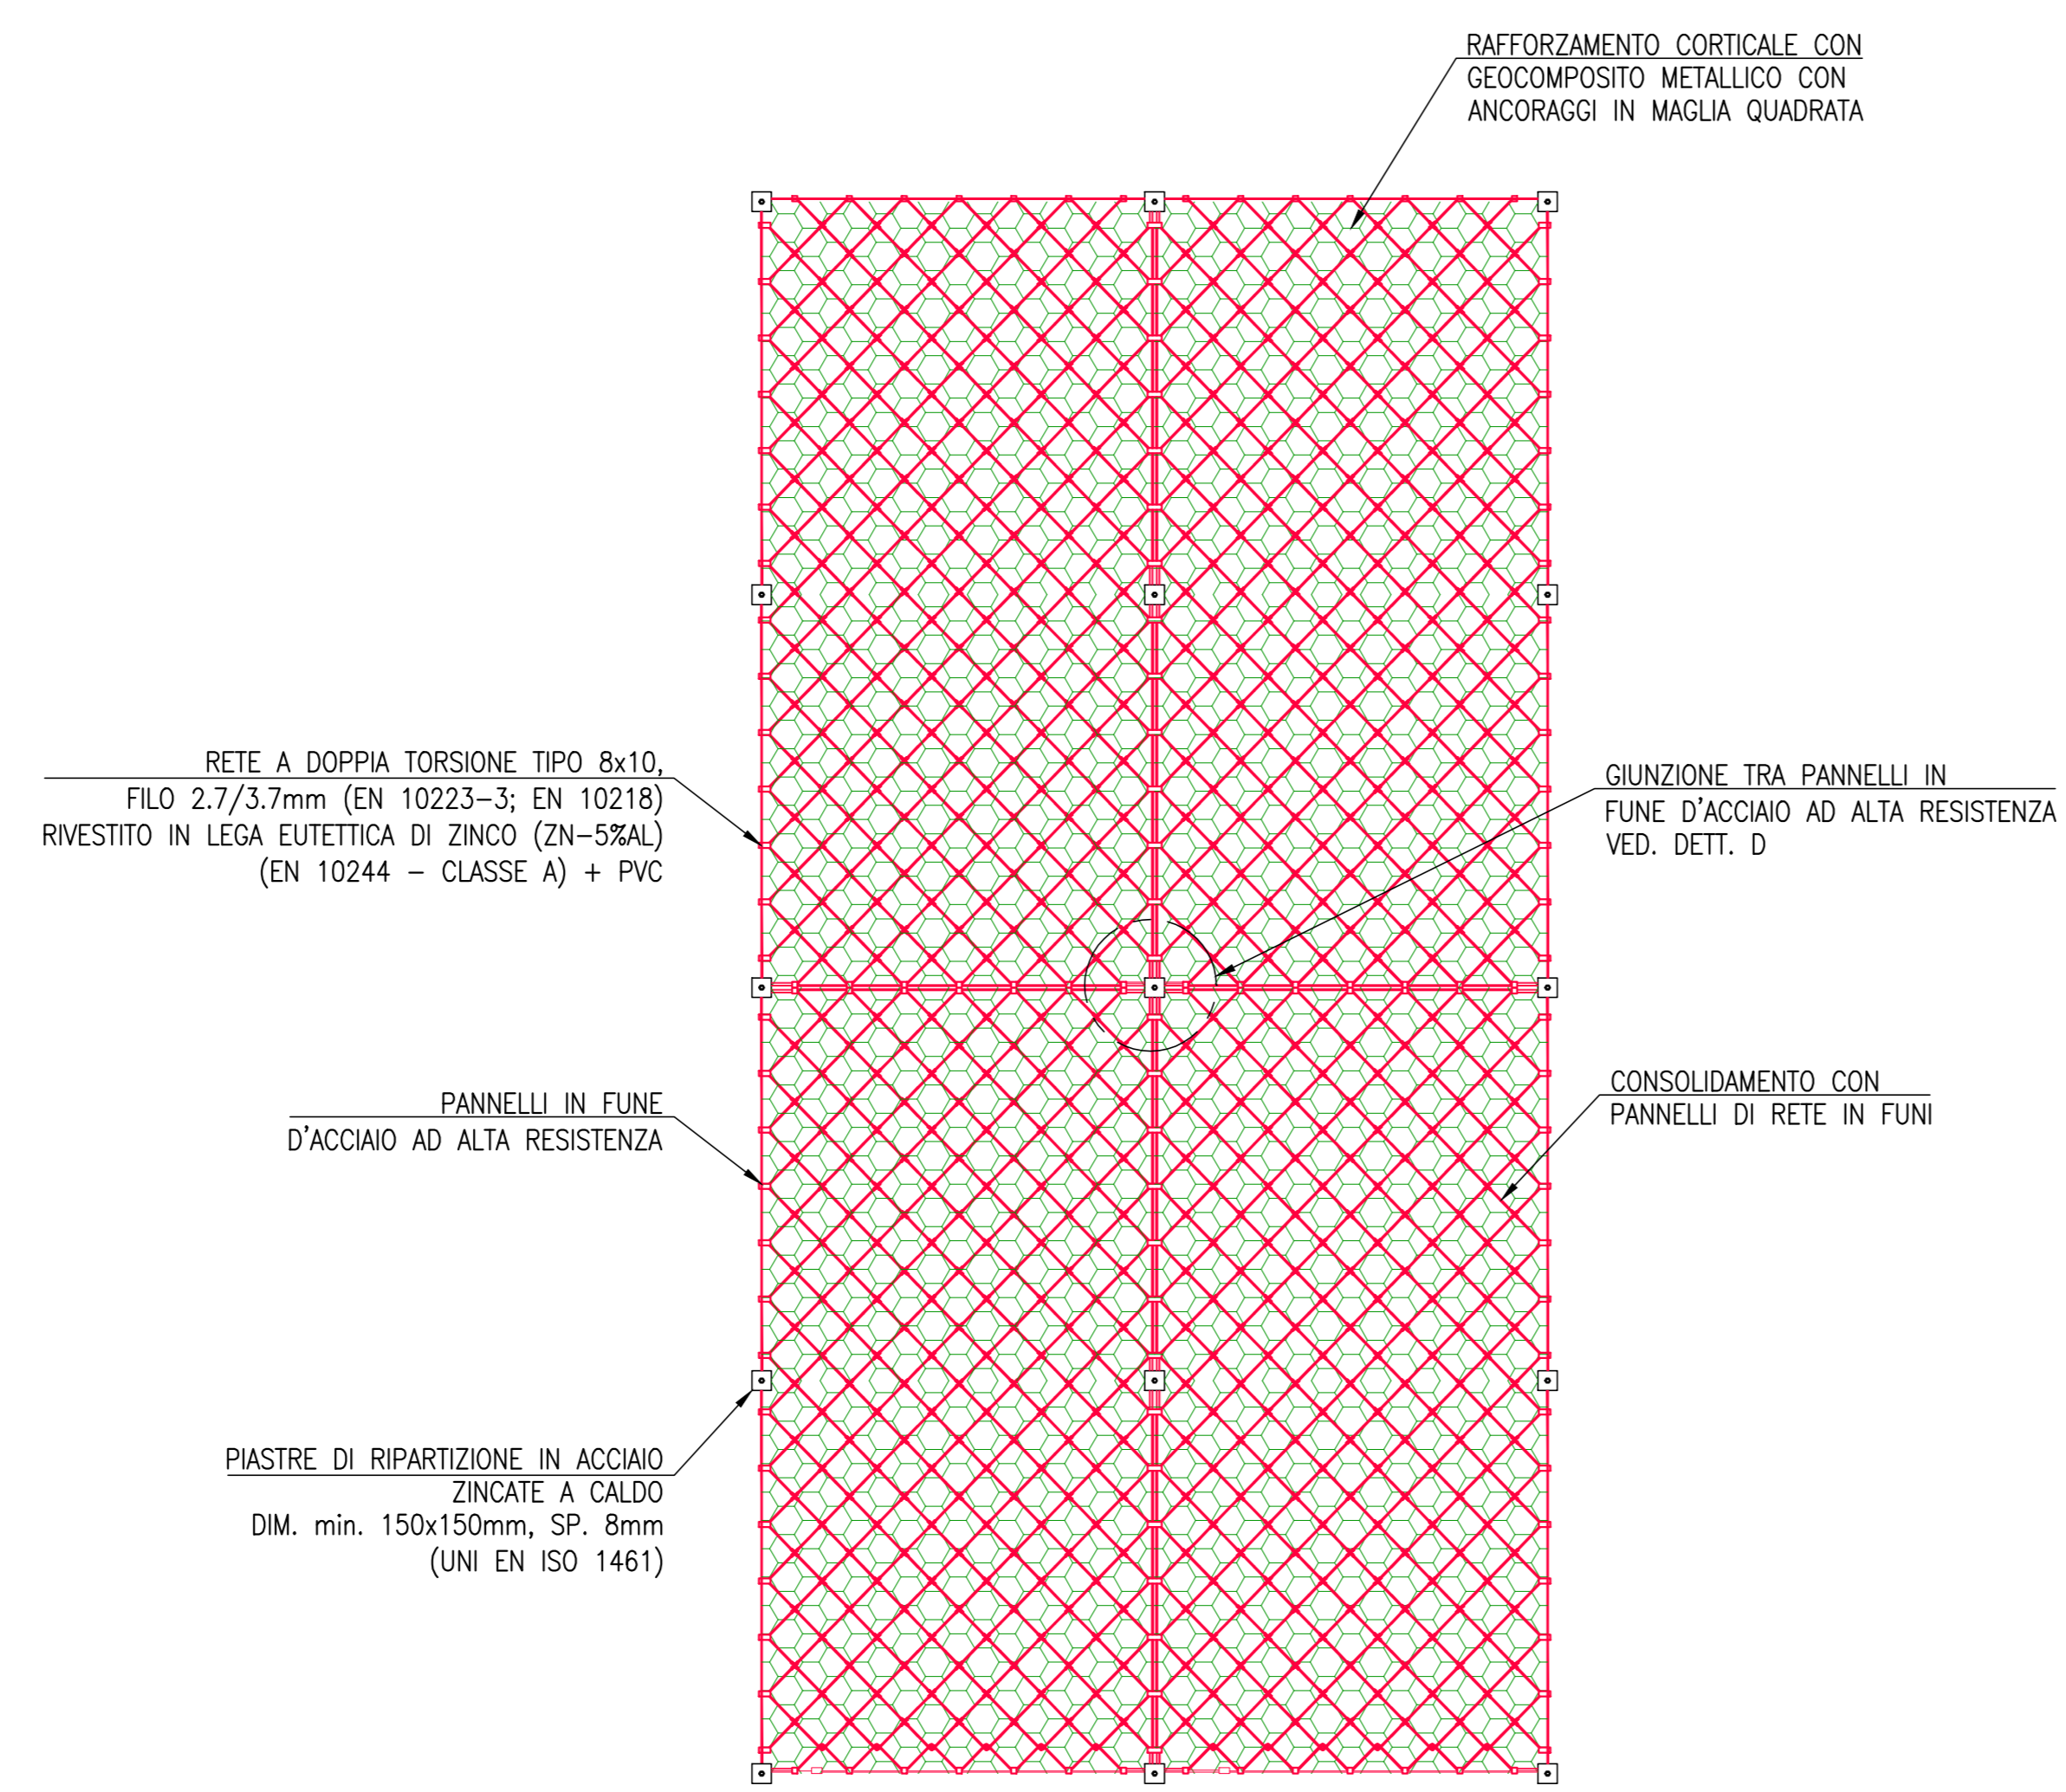 RAFFORZAMENTO CORTICALE CON
GEOCOMPOSITO METALLICO CON
ANCORAGGI IN MAGLIA QUADRATA
RETE A DOPPIA TORSIONE TIPO 8x10,
FILO 2.7/3.7mm (EN 10223-3; EN 10218)
RIVESTITO IN LEGA EUTETTICA DI ZINCO (ZN-5%AL)
(EN 10244 - CLASSE A) + PVC
GIUNZIONE TRA PANNELLI IN
FUNE D'ACCIAIO AD ALTA RESISTENZA
VED. DETT. D
PANNELLI IN FUNE
D'ACCIAIO AD ALTA RESISTENZA
CONSOLIDAMENTO CON
PANNELLI DI RETE IN FUNI
PIASTRE DI RIPARTIZIONE IN ACCIAIO
ZINCATE A CALDO
DIM. min. 150x150mm, SP. 8mm
(UNI EN ISO 1461)